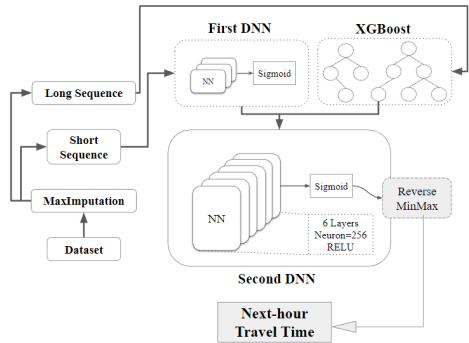 First DNN
XGBoost
NN
Sigmoid
Long Sequence
Short
Sequence
MaxImputation
Dataset
NN
Sigmoid
6 Layers
Neuron=256
RELU
Reverse
MinMax
Second DNN
Next-hour
Travel Time